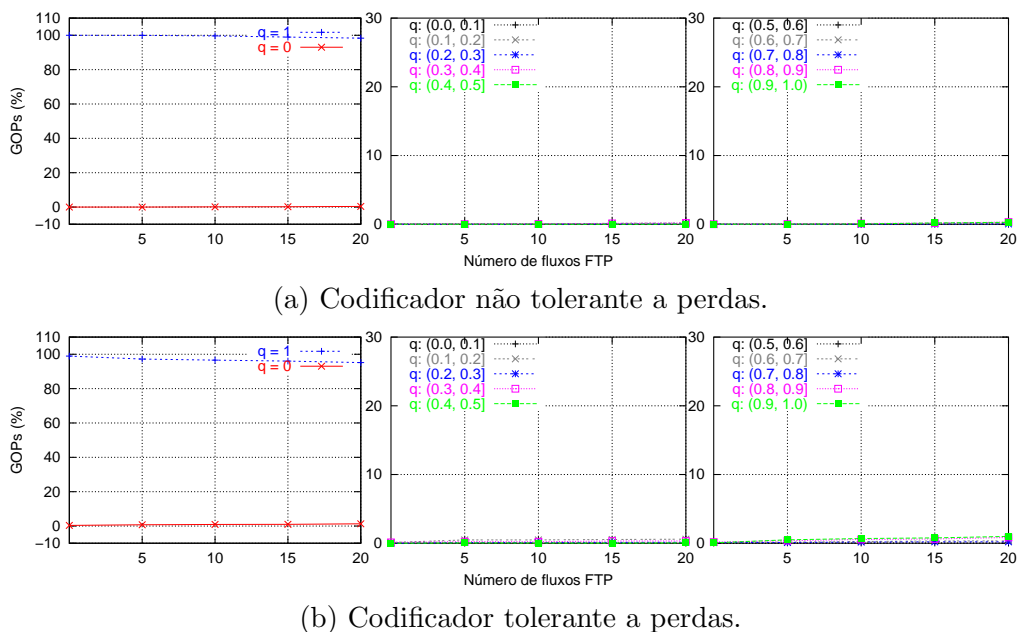 GOPs (%)
110
100
80
60
40
20
0
−10
5
10
15
20
q = 1
q = 0
30
20
10
0
5
10
15
20
q: (0.0, 0.1]
q: (0.1, 0.2]
q: (0.2, 0.3]
q: (0.3, 0.4]
q: (0.4, 0.5]
30
20
10
0
5
10
15
20
q: (0.5, 0.6]
q: (0.6, 0.7]
q: (0.7, 0.8]
q: (0.8, 0.9]
q: (0.9, 1.0)
Número de fluxos FTP
(a) Codificador não tolerante a perdas.
GOPs (%)
110
100
80
60
40
20
0
−10
5
10
15
20
q = 1
q = 0
30
20
10
0
5
10
15
20
q: (0.0, 0.1]
q: (0.1, 0.2]
q: (0.2, 0.3]
q: (0.3, 0.4]
q: (0.4, 0.5]
30
20
10
0
5
10
15
20
q: (0.5, 0.6]
q: (0.6, 0.7]
q: (0.7, 0.8]
q: (0.8, 0.9]
q: (0.9, 1.0)
Número de fluxos FTP
(b) Codificador tolerante a perdas.